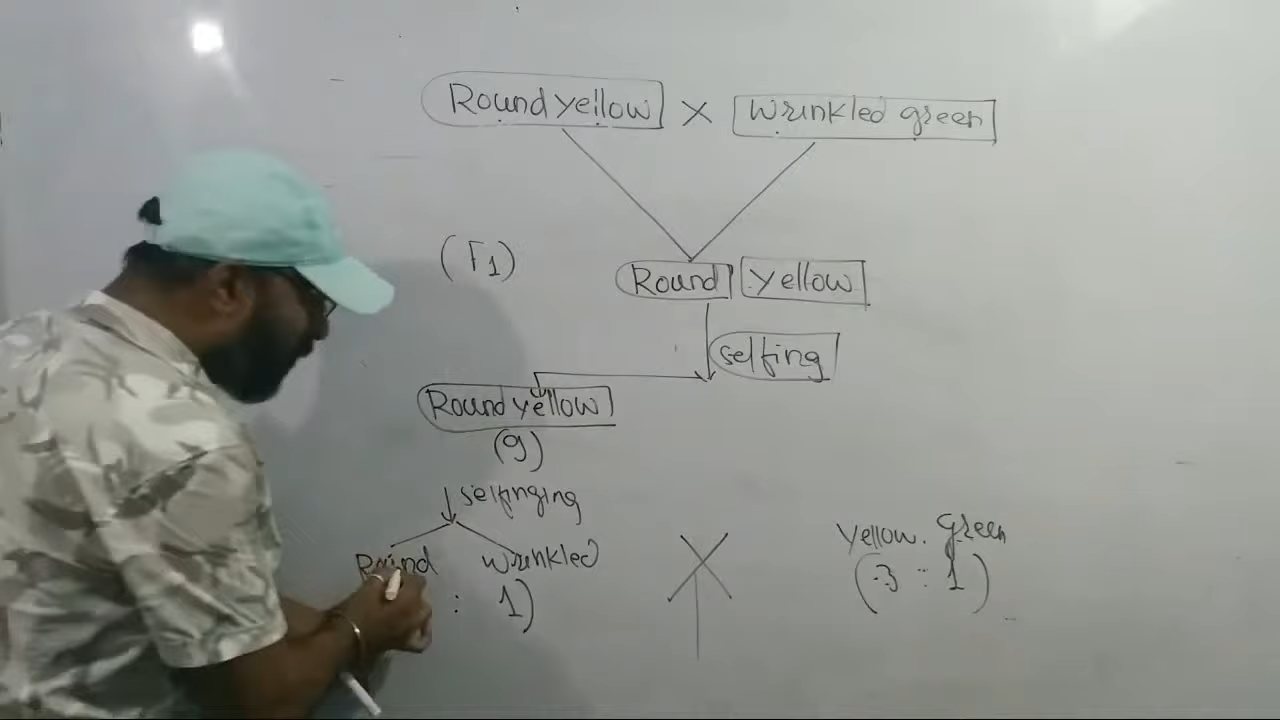 Round yellow X Wrinkled green
(F1)
Round yellow
selfing
Round yellow
(9)
selfinging
Round wrinkled
: 1)
yellow. green
(3 : 1)